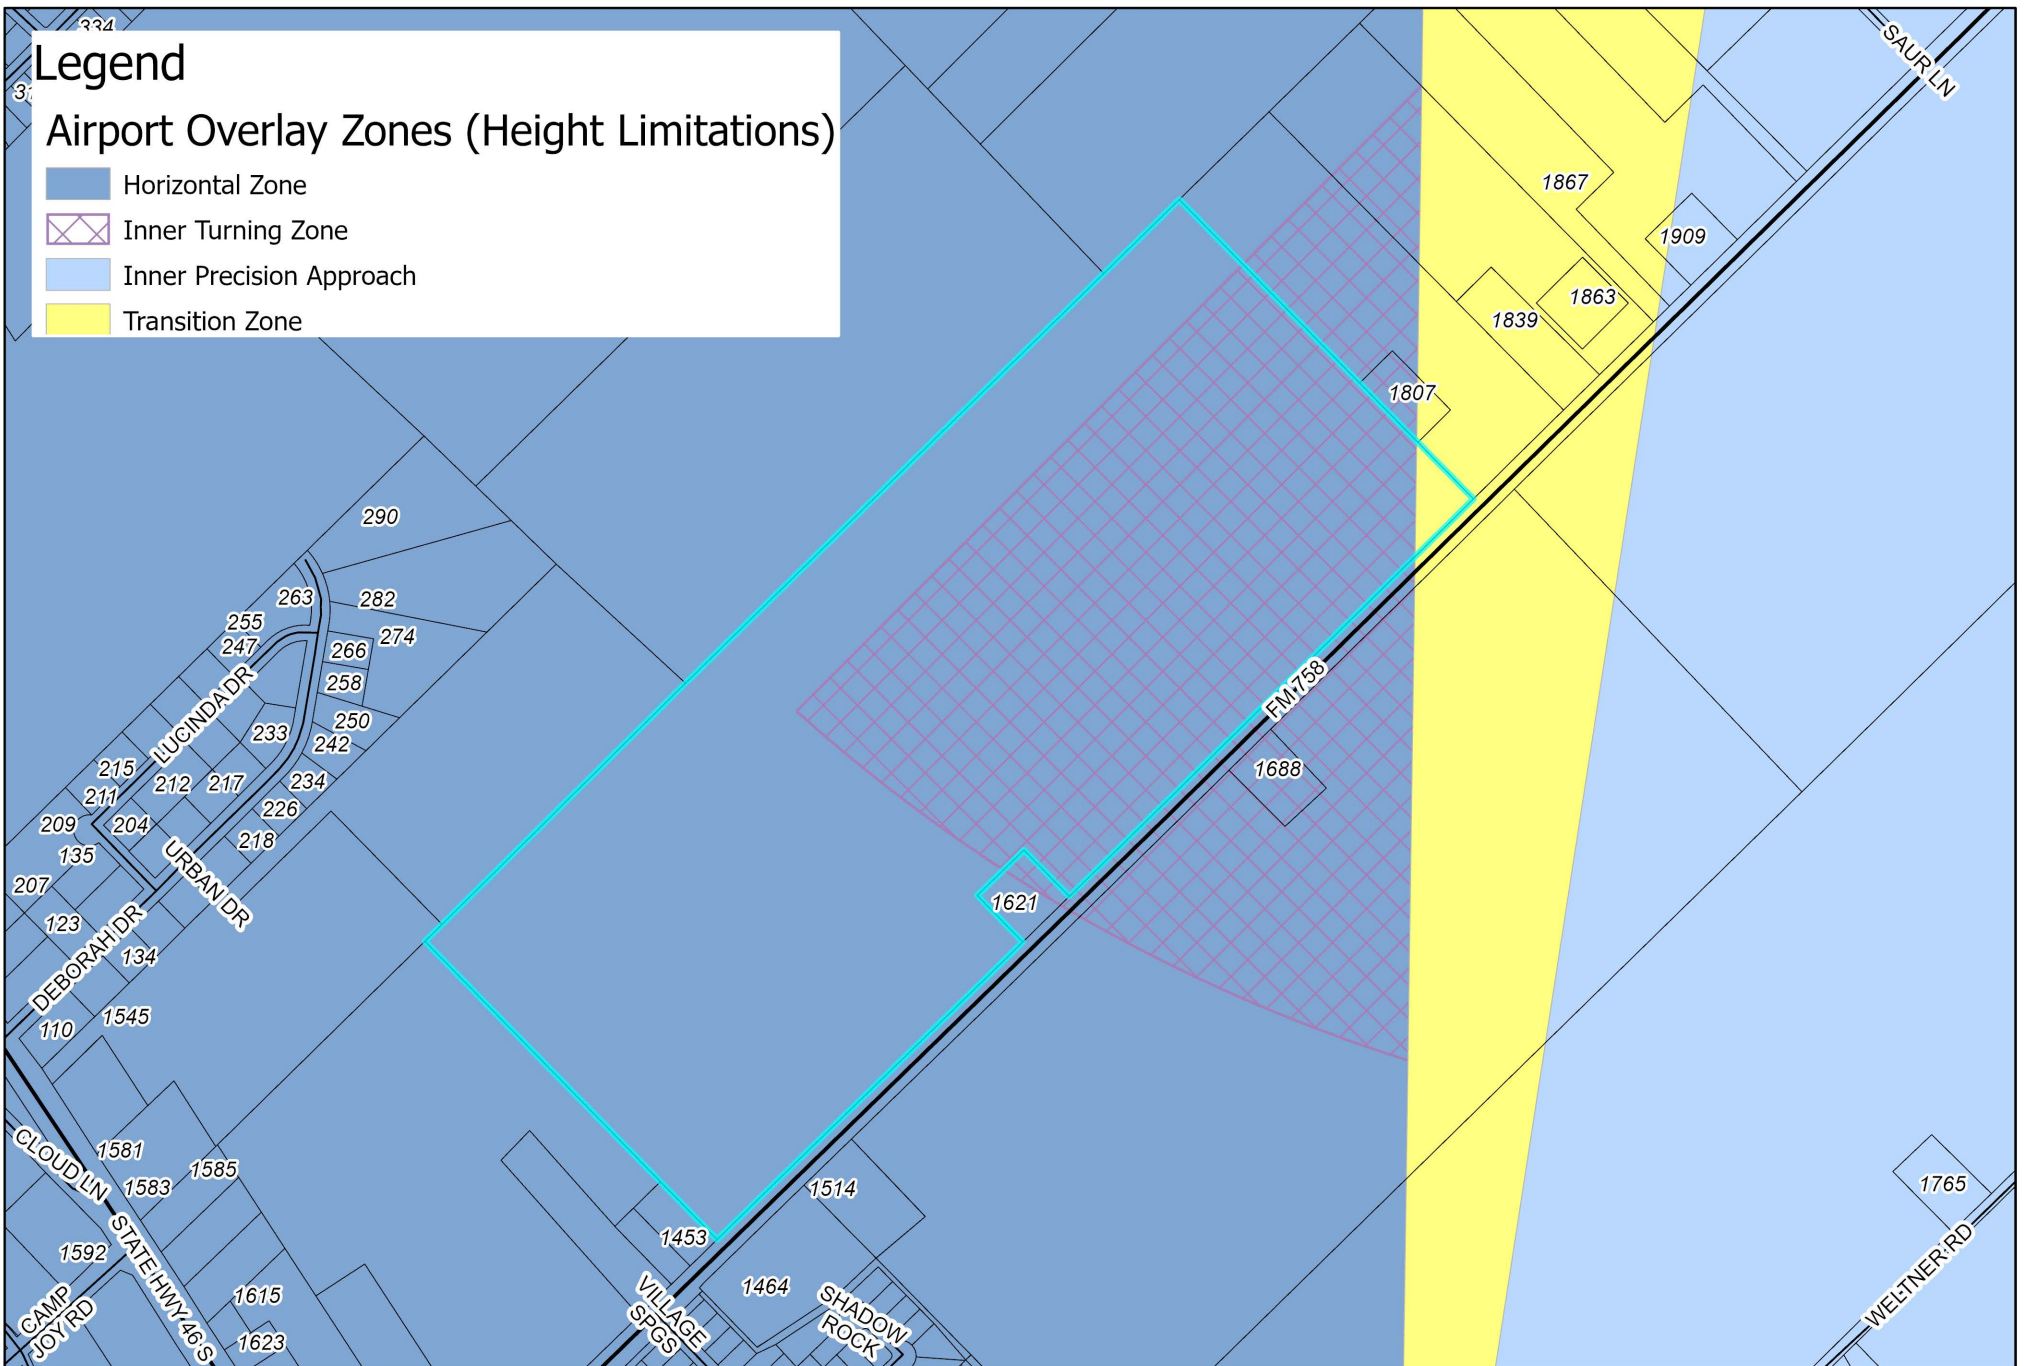 334
Legend
Airport Overlay Zones (Height Limitations)
Horizontal Zone
Inner Turning Zone
Inner Precision Approach
Transition Zone
SAUR LN
1867
1909
1863
1839
1807
290
263
282
255
274
247
266
258
LUCINDA DR
250
233
242
215
212
217
234
211
226
209
204
218
135
URBAN DR
207
123
DEBORAH DR
134
110
1545
FM 758
1688
1621
CLOUD LN
1581
1585
1583
1592
STATE HWY 46 S
CAMP
JOY RD
1615
1623
1514
1453
1464
VILLAGE
SPGS
SHADOW
ROCK
1765
WELTNER RD